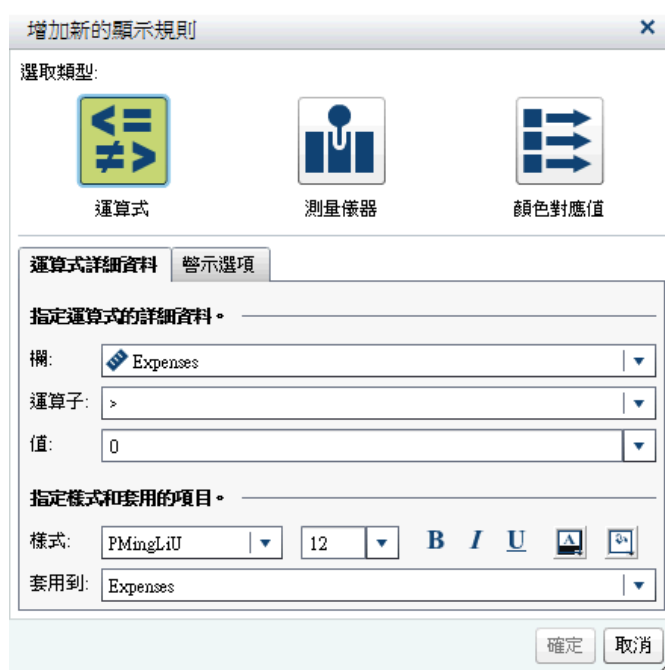 增加新的顯示規則
選取類型:
運算式 測量儀器 顏色對應值
運算式詳細資料 警示選項
指定運算式的詳細資料。
欄: Expenses
運算子: >
值: 0
指定樣式和套用的項目。
樣式: PMingLiU 12 B I U A
套用到: Expenses
確定 取消